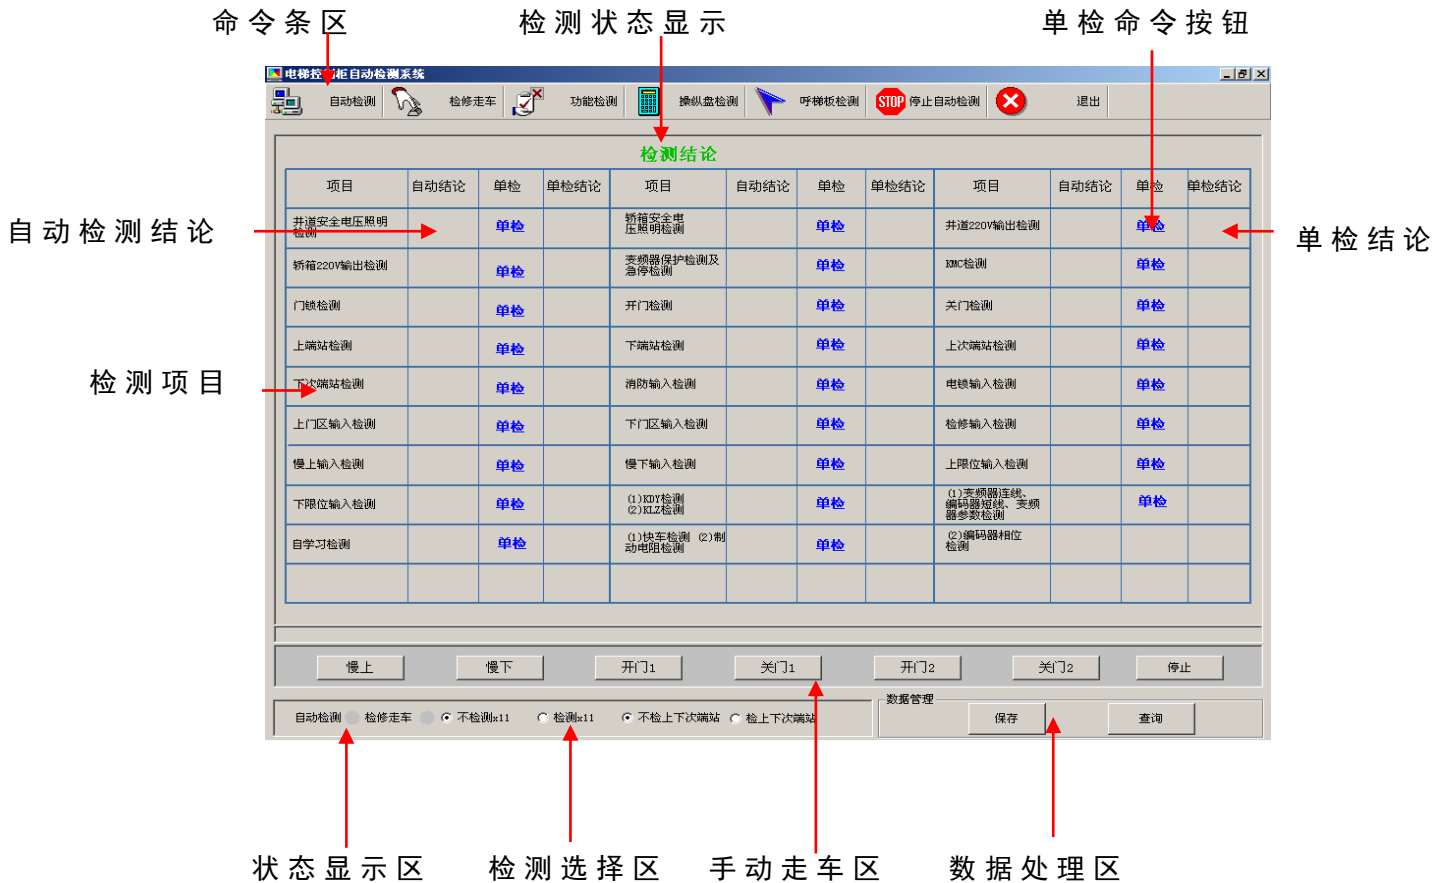 命令条区 检测状态显示 单检命令按钮
电梯控制柜自动检测系统
自动检测 检修走车 功能检测 操纵盘检测 呼梯板检测 STOP 停止自动检测 退出
检测结论
项目 自动结论 单检 单检结论 项目 自动结论 单检 单检结论 项目 自动结论 单检 单检结论
自动检测结论
单检结论
井道安全电压照明
检测
单检
轿箱安全电
压照明检测
单检
井道220V输出检测 单检
轿箱220V输出检测 单检
变频器保护检测及
急停检测
单检
KMC检测 单检
门锁检测 单检 开门检测 单检 关门检测 单检
上端站检测 单检 下端站检测 单检 上次端站检测 单检
检测项目
下次端站检测 单检 消防输入检测 单检 电锁输入检测 单检
上门区输入检测 单检 下门区输入检测 单检 检修输入检测 单检
慢上输入检测 单检 慢下输入检测 单检 上限位输入检测 单检
下限位输入检测 单检
(1)KDY检测
(2)KLZ检测
单检
(1)变频器连线、
编码器短线、变频
器参数检测
单检
自学习检测 单检
(1)快车检测 (2)制
动电阻检测
单检
(2)编码器相位
检测
慢上 慢下 开门1 关门1 开门2 关门2 停止
自动检测 检修走车 不检测x11 检测x11 不检上下次端站 检上下次端站
数据管理
保存 查询
状态显示区 检测选择区 手动走车区 数据处理区